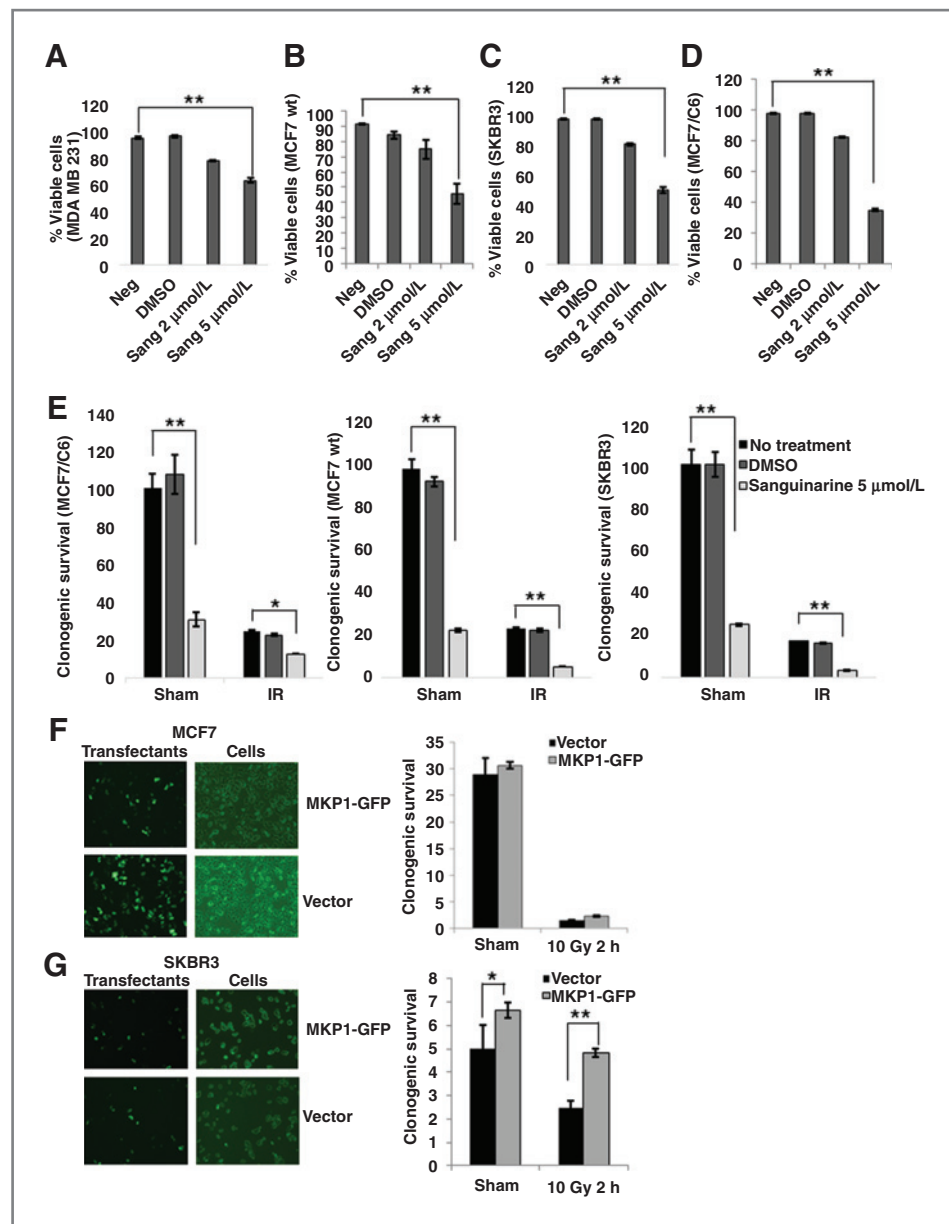 A
% Viable cells
(MDA MB 231)
120
100
80
60
40
20
0
**
Neg
DMSO
Sang 2 μmol/L
Sang 5 μmol/L
B
% Viable cells (MCF7 wt)
100
90
80
70
60
50
40
30
20
10
0
**
Neg
DMSO
Sang 2 μmol/L
Sang 5 μmol/L
C
% Viable cells (SKBR3)
120
100
80
60
40
20
0
**
Neg
DMSO
Sang 2 μmol/L
Sang 5 μmol/L
D
% Viable cells (MCF7/C6)
120
100
80
60
40
20
0
**
Neg
DMSO
Sang 2 μmol/L
Sang 5 μmol/L
E
Clonogenic survival (MCF7/C6)
140
120
100
80
60
40
20
0
**
*
Sham
IR
Clonogenic survival (MCF7 wt)
120
100
80
60
40
20
0
**
**
Sham
IR
Clonogenic survival (SKBR3)
120
100
80
60
40
20
0
**
**
Sham
IR
No treatment
DMSO
Sanguinarine 5 μmol/L
F
MCF7
Transfectants
Cells
MKP1-GFP
Vector
Clonogenic survival
35
30
25
20
15
10
5
0
Vector
MKP1-GFP
Sham
10 Gy 2 h
G
SKBR3
Transfectants
Cells
MKP1-GFP
Vector
Clonogenic survival
8
7
6
5
4
3
2
1
0
*
**
Vector
MKP1-GFP
Sham
10 Gy 2 h